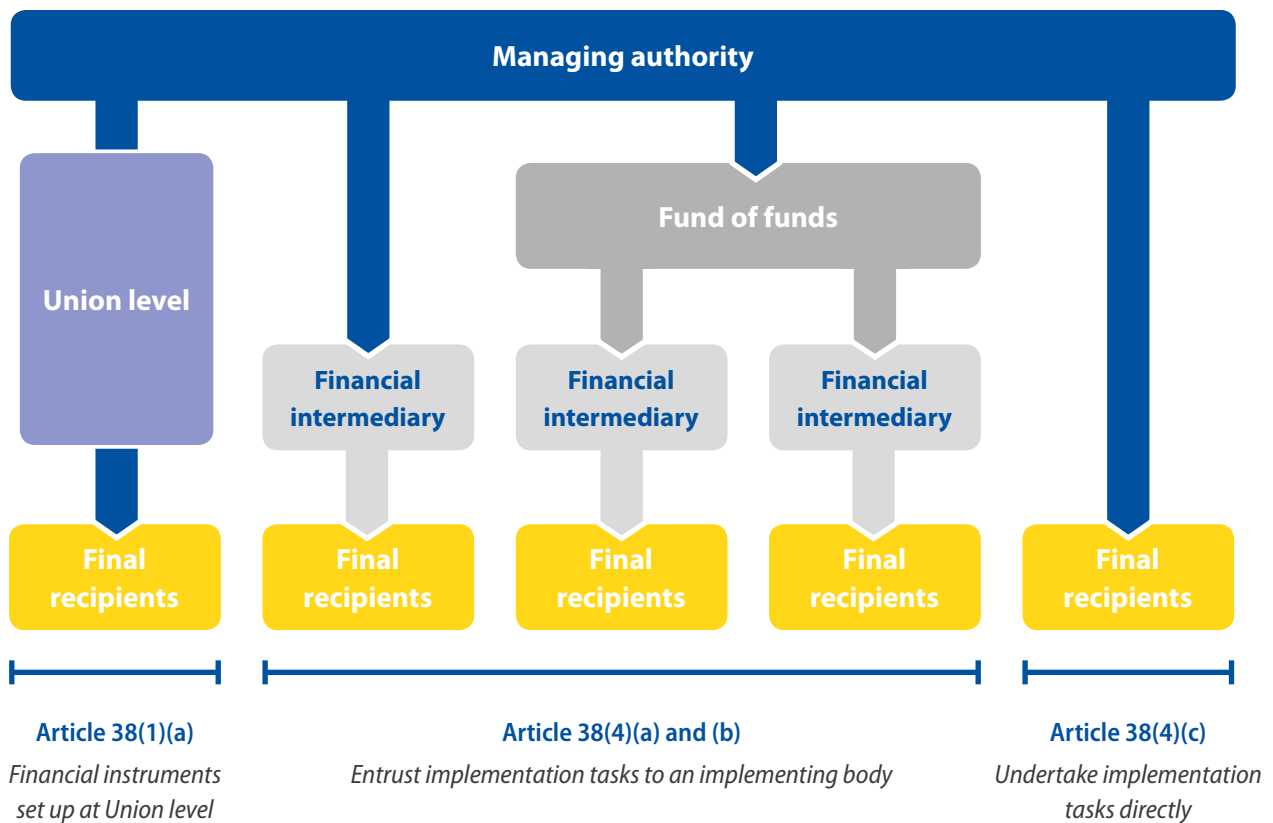 Managing authority
Fund of funds
Union level
Financial
intermediary
Financial
intermediary
Financial
intermediary
Final
recipients
Final
recipients
Final
recipients
Final
recipients
Final
recipients
Article 38(1)(a)
Financial instruments
set up at Union level
Article 38(4)(a) and (b)
Entrust implementation tasks to an implementing body
Article 38(4)(c)
Undertake implementation
tasks directly